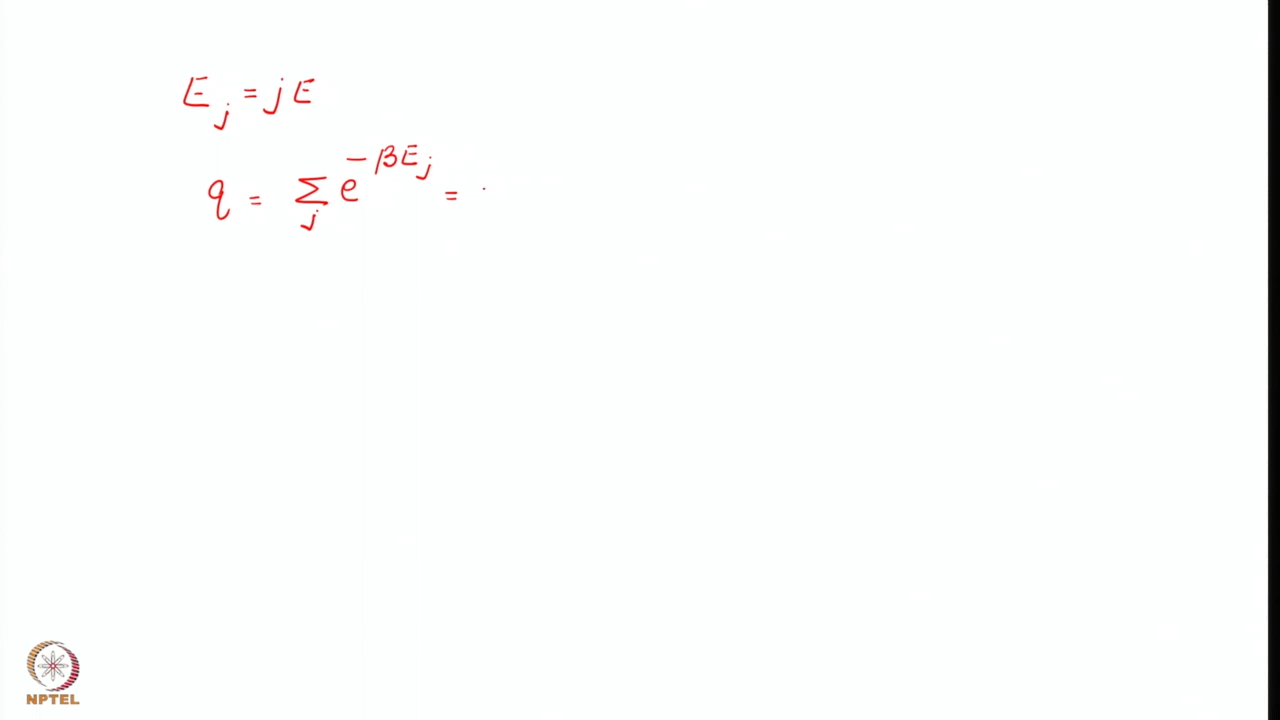 E_j = jE
q = Σ_j e^{-βE_j} =
NPTEL